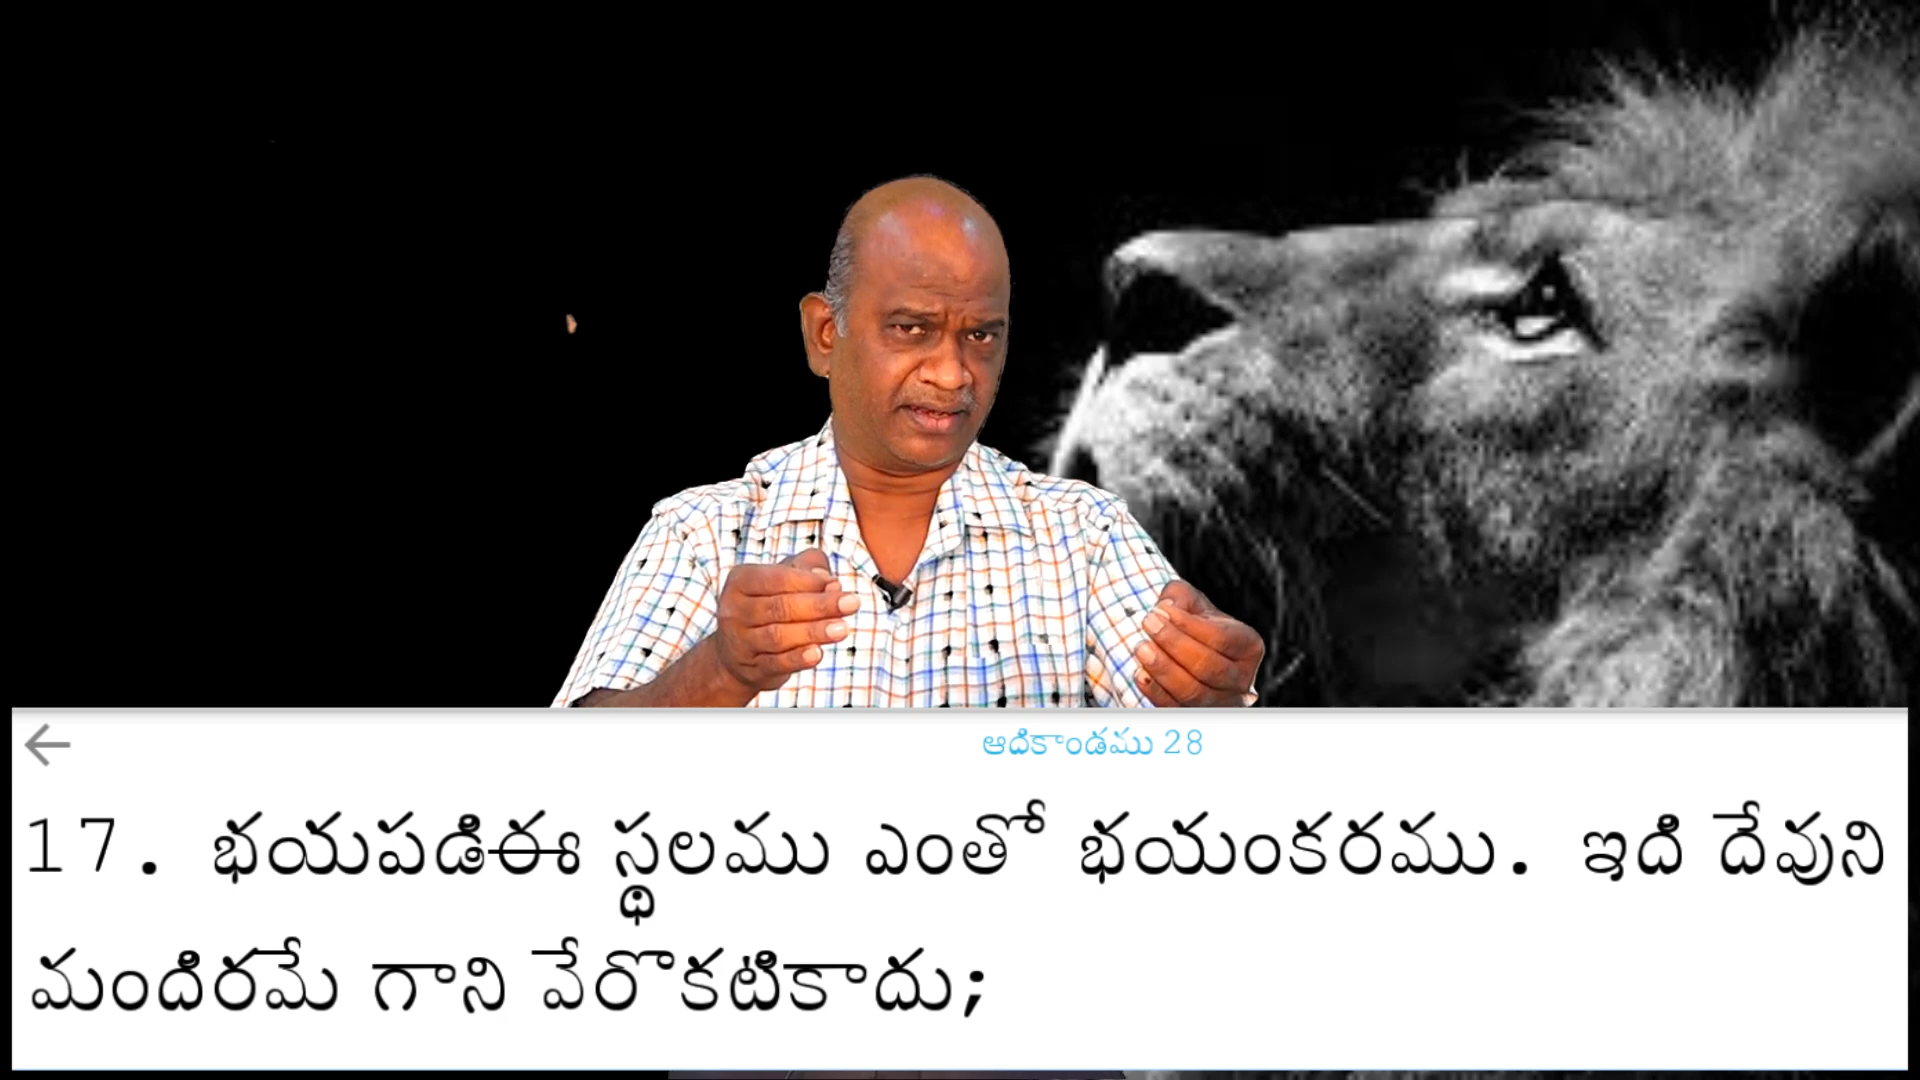 ఆదికాండము 28
17. భయపడిఈ స్థలము ఎంతో భయంకరము. ఇది దేవుని
మందిరమే గాని వేరొకటికాదు;